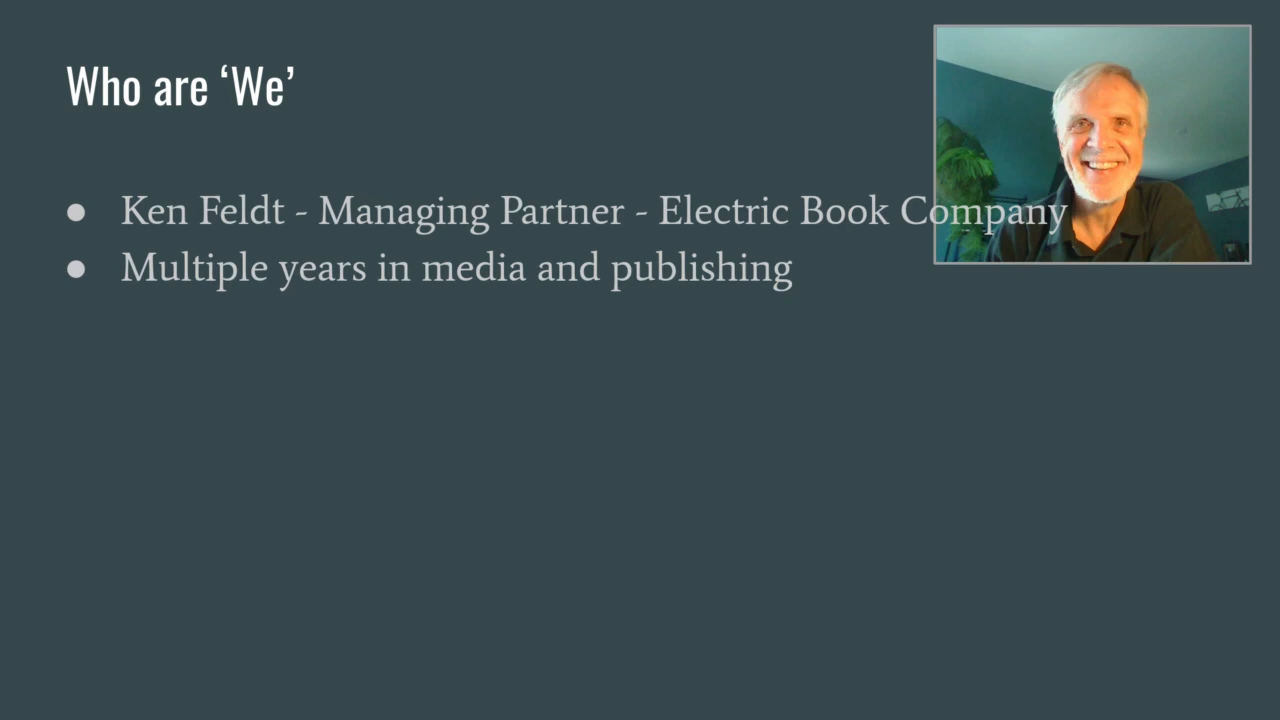 Who are ‘We’
● Ken Feldt - Managing Partner - Electric Book Company
● Multiple years in media and publishing